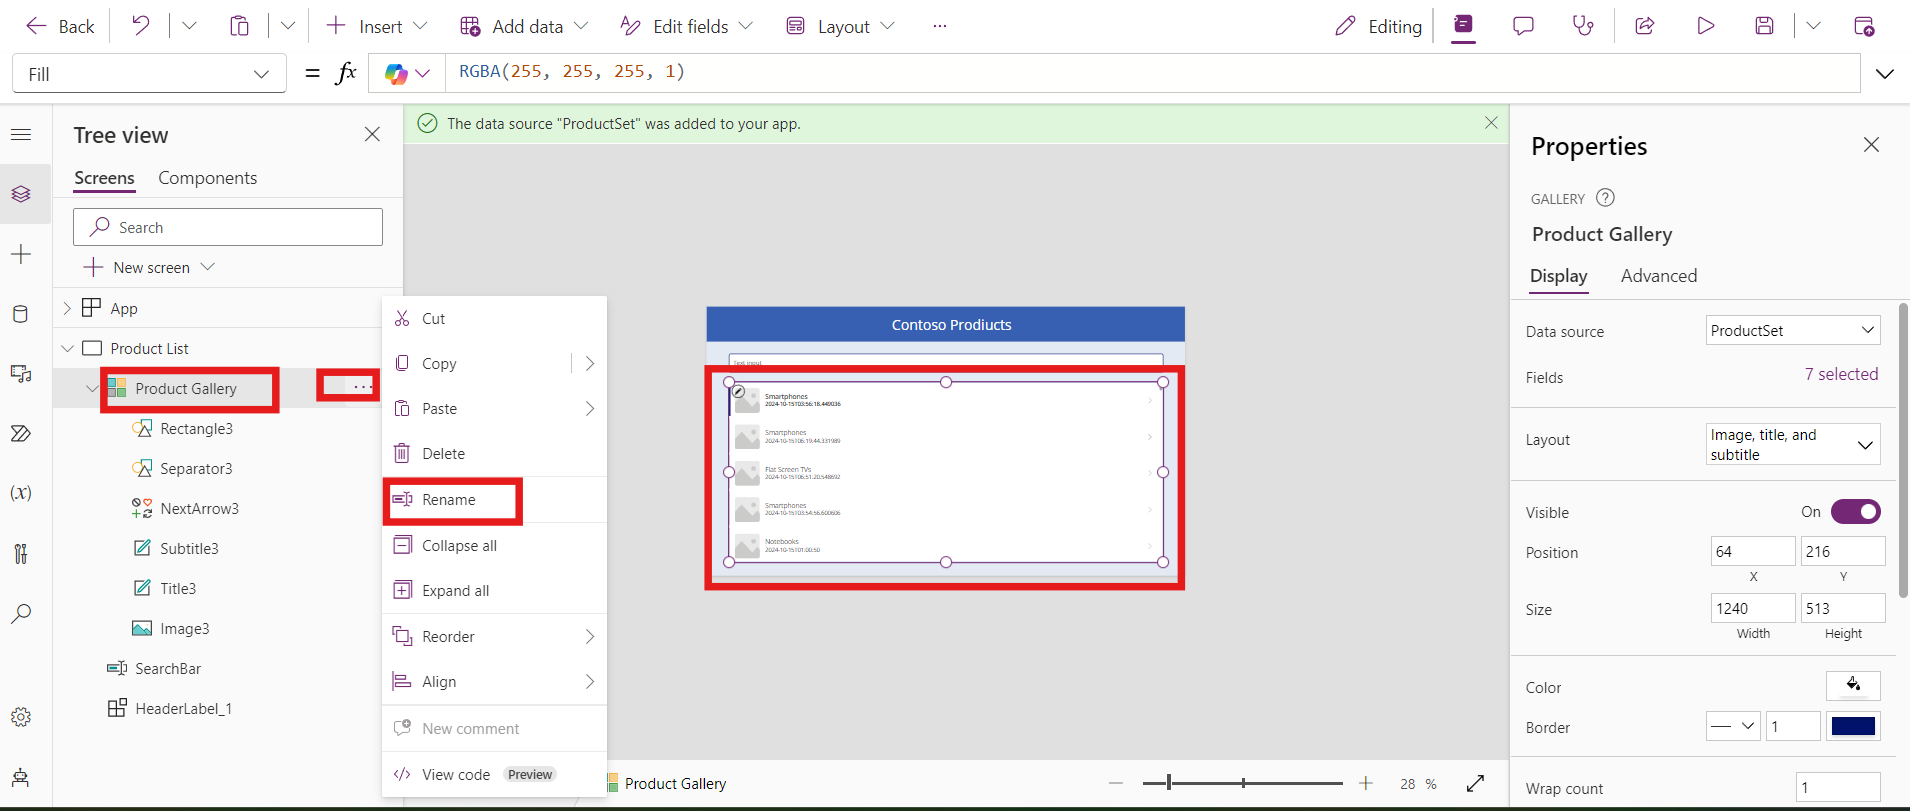 Back
Insert
Add data
Edit fields
Layout
...
Editing
Fill
= fx
RGBA(255, 255, 255, 1)
Tree view
Screens
Components
Search
New screen
App
Product List
Product Gallery
...
Rectangle3
Separator3
NextArrow3
Subtitle3
Title3
Image3
SearchBar
HeaderLabel_1
(x)
Cut
Copy
Paste
Delete
Rename
Collapse all
Expand all
Reorder
Align
New comment
View code Preview
The data source "ProductSet" was added to your app.
Contoso Prodiucts
Text input
Smartphones
2024-10-15T03:56:18.449036
Smartphones
2024-10-15T06:19:44.331989
Flat Screen TVs
2024-10-15T06:51:20.548692
Smartphones
2024-10-15T03:54:56.600606
Notebooks
2024-10-15T01:00:50
Product Gallery
28 %
Properties
GALLERY
Product Gallery
Display
Advanced
Data source
ProductSet
Fields
7 selected
Layout
Image, title, and
subtitle
Visible
On
Position
64
216
X
Y
Size
1240
513
Width
Height
Color
Border
1
Wrap count
1